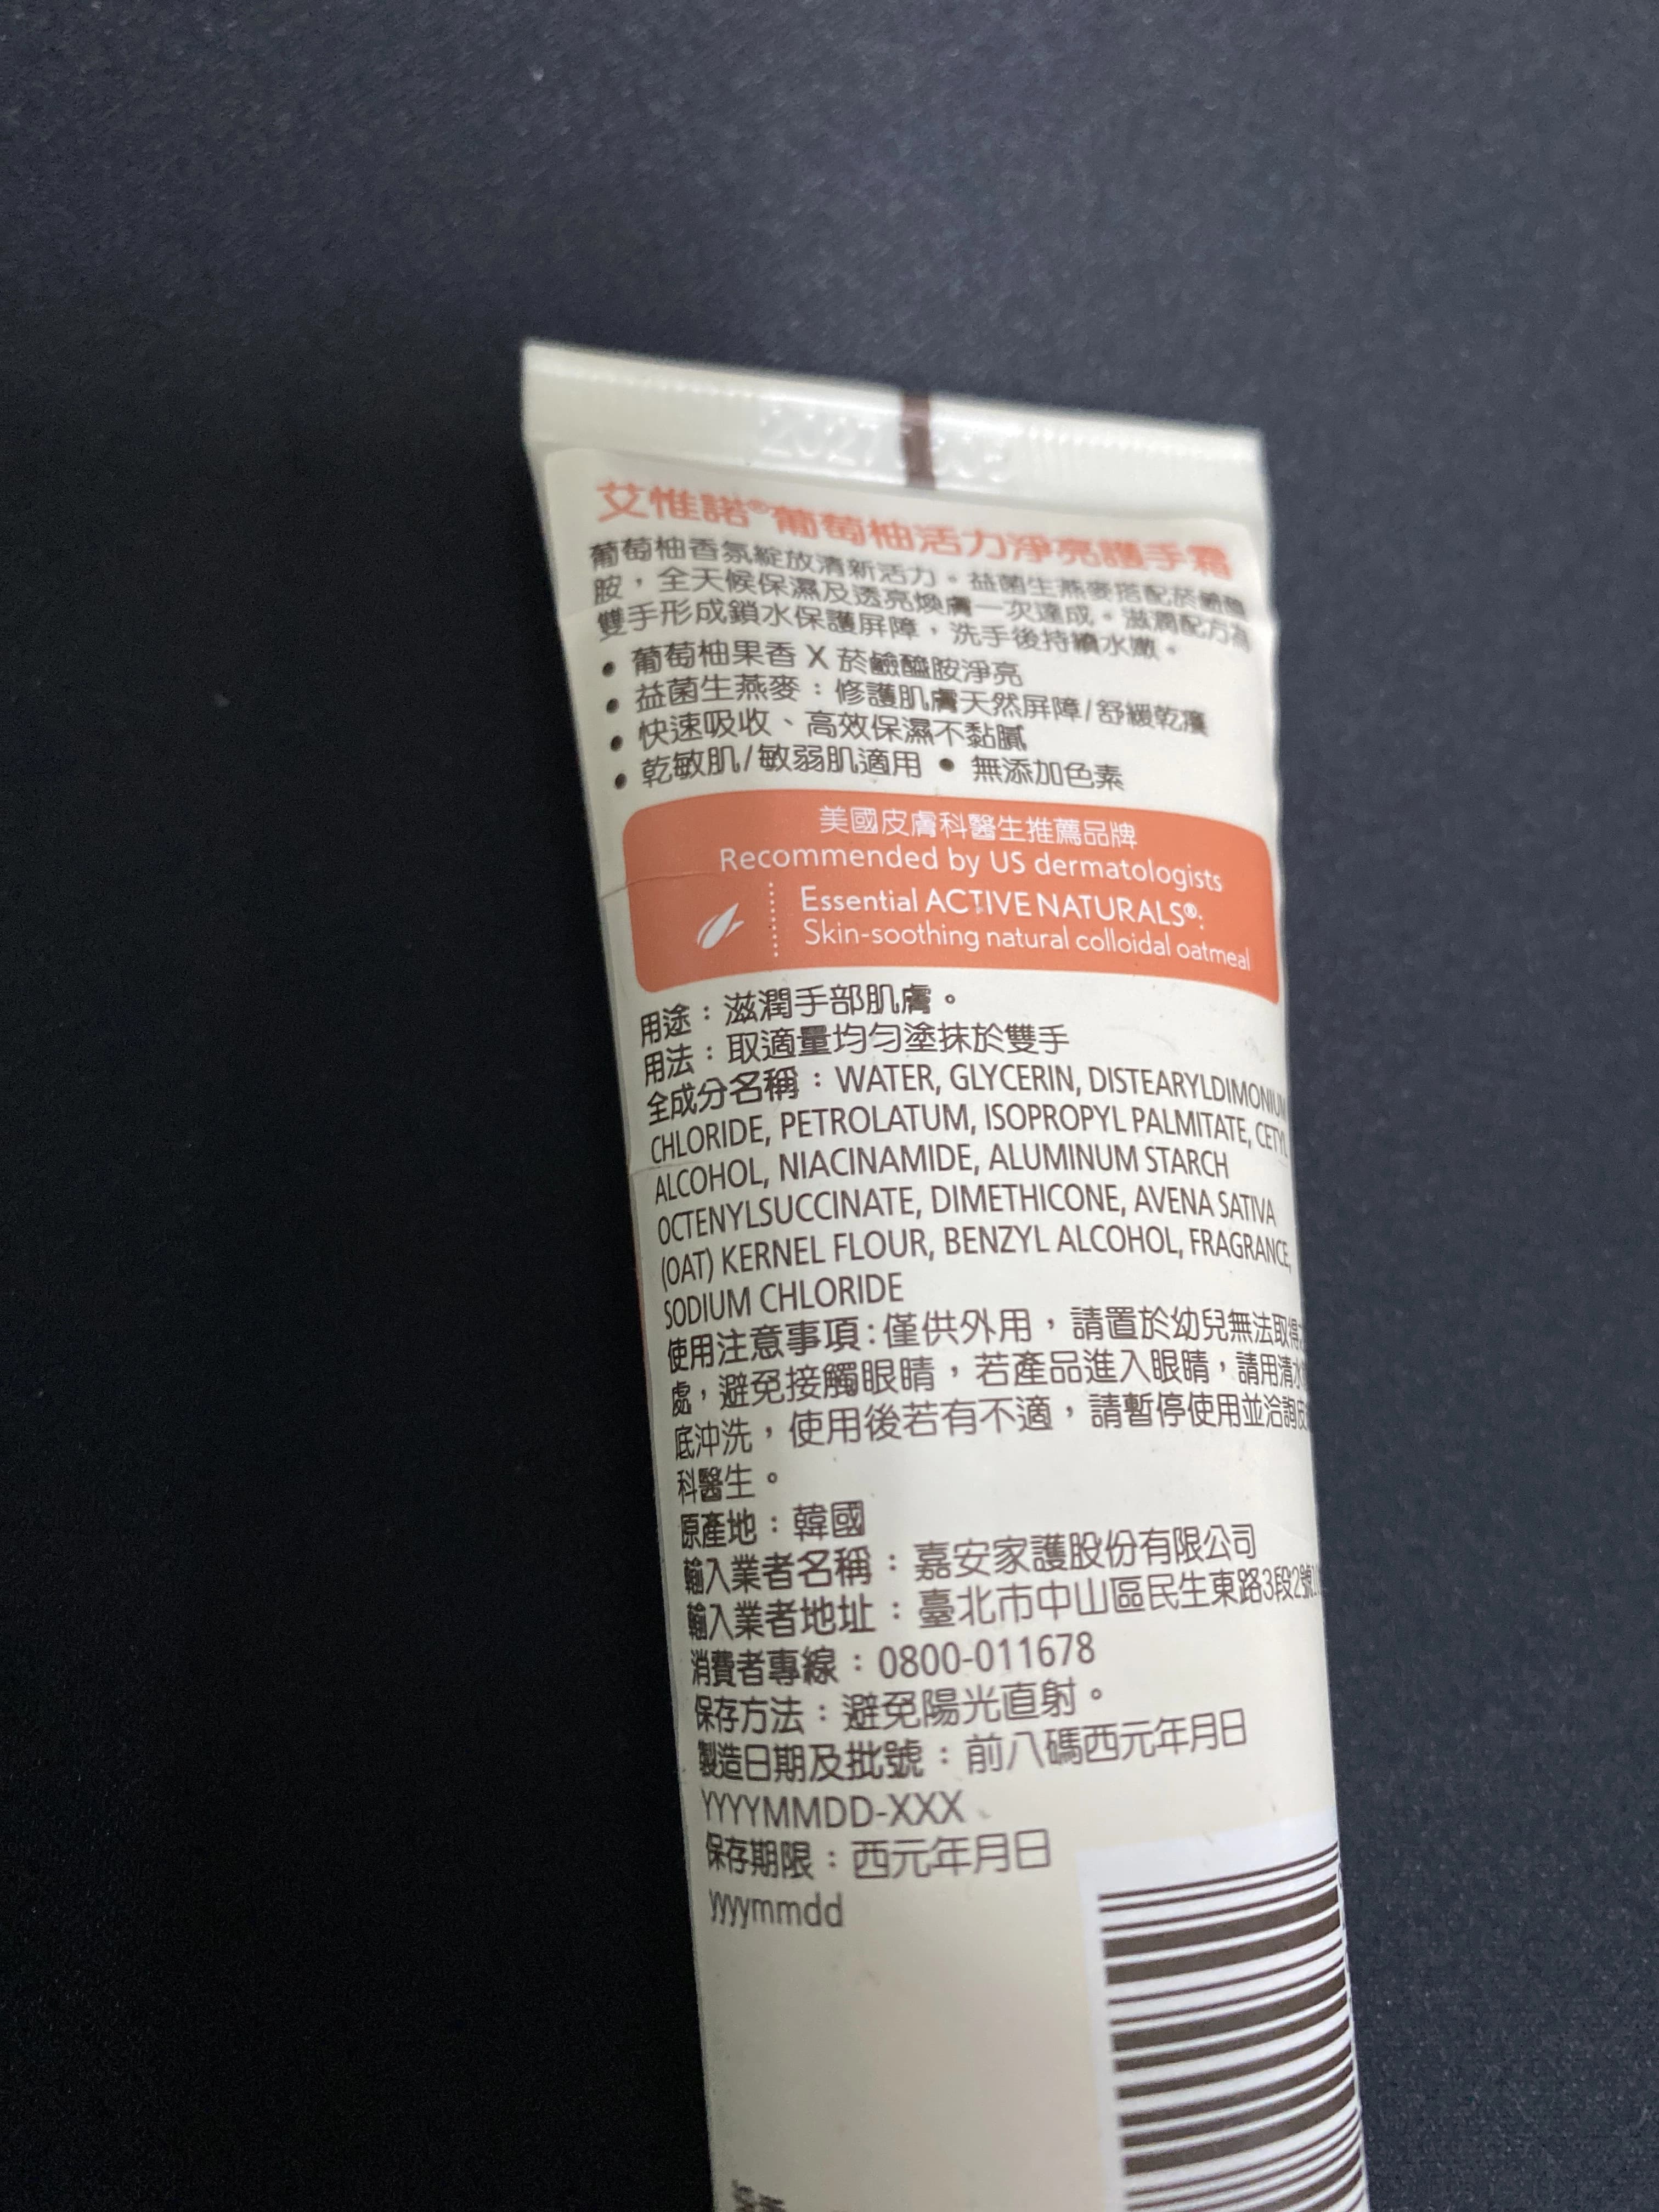 2027
艾惟諾®葡萄柚活力淨亮護手霜
葡萄柚香氛綻放清新活力。益菌生燕麥搭配菸鹼醯
胺，全天候保濕及透亮煥膚一次達成。滋潤配方為
雙手形成鎖水保護屏障，洗手後持續水嫩。
• 葡萄柚果香 X 菸鹼醯胺淨亮
• 益菌生燕麥：修護肌膚天然屏障/舒緩乾癢
• 快速吸收、高效保濕不黏膩
• 乾敏肌/敏弱肌適用 • 無添加色素
美國皮膚科醫生推薦品牌
Recommended by US dermatologists
Essential ACTIVE NATURALS®:
Skin-soothing natural colloidal oatmeal
用途：滋潤手部肌膚。
用法：取適量均勻塗抹於雙手
全成分名稱：WATER, GLYCERIN, DISTEARYLDIMONIUM
CHLORIDE, PETROLATUM, ISOPROPYL PALMITATE, CETYL
ALCOHOL, NIACINAMIDE, ALUMINUM STARCH
OCTENYLSUCCINATE, DIMETHICONE, AVENA SATIVA
(OAT) KERNEL FLOUR, BENZYL ALCOHOL, FRAGRANCE,
SODIUM CHLORIDE
使用注意事項:僅供外用，請置於幼兒無法取得
處，避免接觸眼睛，若產品進入眼睛，請用清水
底沖洗，使用後若有不適，請暫停使用並洽詢皮
科醫生。
原產地：韓國
輸入業者名稱：嘉安家護股份有限公司
輸入業者地址：臺北市中山區民生東路3段2號
消費者專線：0800-011678
保存方法：避免陽光直射。
製造日期及批號：前八碼西元年月日
YYYYMMDD-XXX
保存期限：西元年月日
yyyymmdd